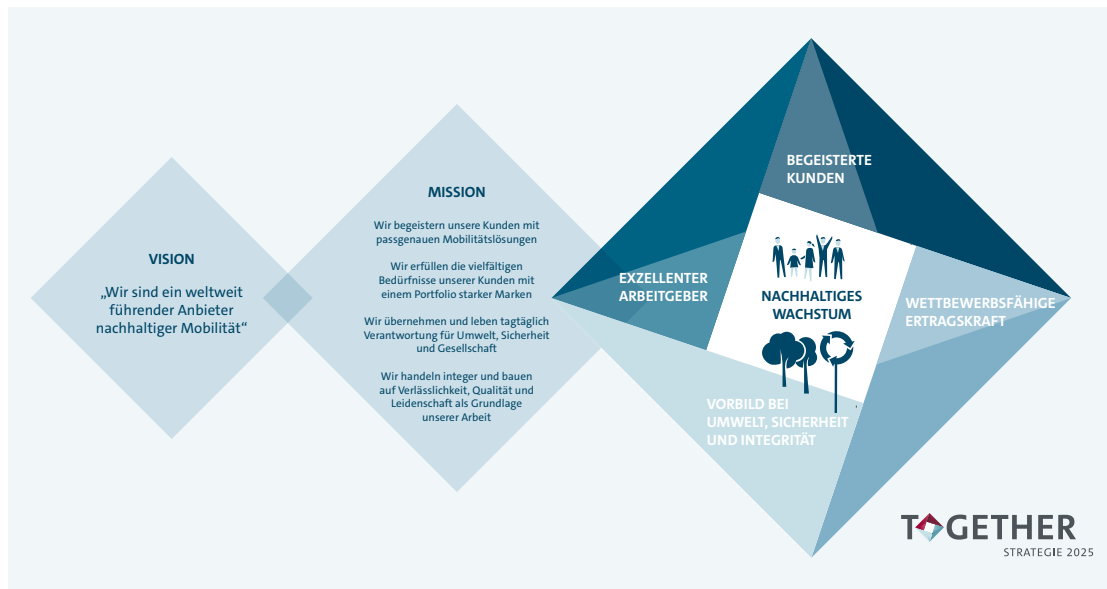 VISION
„Wir sind ein weltweit
führender Anbieter
nachhaltiger Mobilität“
MISSION
Wir begeistern unsere Kunden mit
passgenauen Mobilitätslösungen
Wir erfüllen die vielfältigen
Bedürfnisse unserer Kunden mit
einem Portfolio starker Marken
Wir übernehmen und leben tagtäglich
Verantwortung für Umwelt, Sicherheit
und Gesellschaft
Wir handeln integer und bauen
auf Verlässlichkeit, Qualität und
Leidenschaft als Grundlage
unserer Arbeit
BEGEISTERTE
KUNDEN
EXZELLENTER
ARBEITGEBER
NACHHALTIGES
WACHSTUM
WETTBEWERBSFÄHIGE
ERTRAGSKRAFT
VORBILD BEI
UMWELT, SICHERHEIT
UND INTEGRITÄT
TOGETHER
STRATEGIE 2025